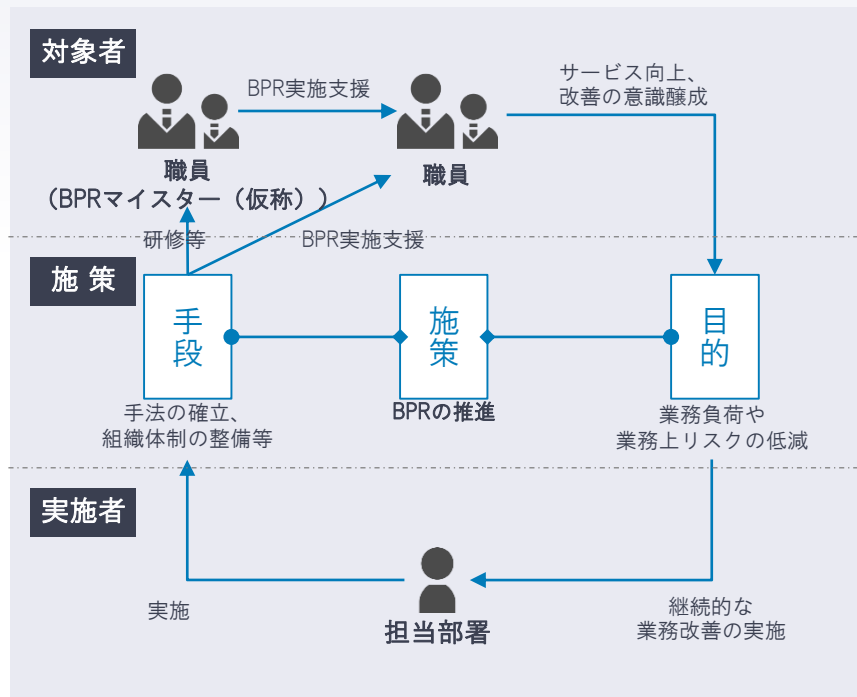 対象者
BPR実施支援
サービス向上、
改善の意識醸成
職員
（BPRマイスター（仮称））
職員
研修等
BPR実施支援
施 策
手段
施策
目的
手法の確立、
組織体制の整備等
BPRの推進
業務負荷や
業務上リスクの低減
実施者
実施
担当部署
継続的な
業務改善の実施